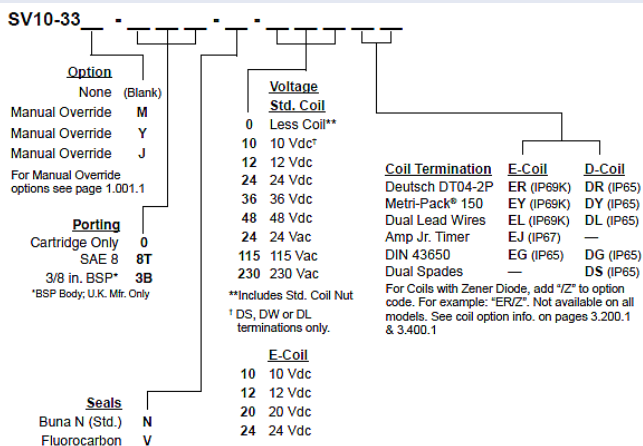 SV10-33__ - ___ - _ - _____
Option
None (Blank)
Manual Override M
Manual Override Y
Manual Override J
For Manual Override
options see page 1.001.1
Porting
Cartridge Only 0
SAE 8 8T
3/8 in. BSP* 3B
*BSP Body; U.K. Mfr. Only
Seals
Buna N (Std.) N
Fluorocarbon V
Voltage
Std. Coil
0 Less Coil**
10 10 Vdc†
12 12 Vdc
24 24 Vdc
36 36 Vdc
48 48 Vdc
24 24 Vac
115 115 Vac
230 230 Vac
**Includes Std. Coil Nut
† DS, DW or DL
terminations only.
E-Coil
10 10 Vdc
12 12 Vdc
20 20 Vdc
24 24 Vdc
Coil Termination E-Coil D-Coil
Deutsch DT04-2P ER (IP69K) DR (IP65)
Metri-Pack® 150 EY (IP69K) DY (IP65)
Dual Lead Wires EL (IP69K) DL (IP65)
Amp Jr. Timer EJ (IP67) —
DIN 43650 EG (IP65) DG (IP65)
Dual Spades — DS (IP65)
For Coils with Zener Diode, add "/Z" to option
code. For example: "ER/Z". Not available on all
models. See coil option info. on pages 3.200.1
& 3.400.1